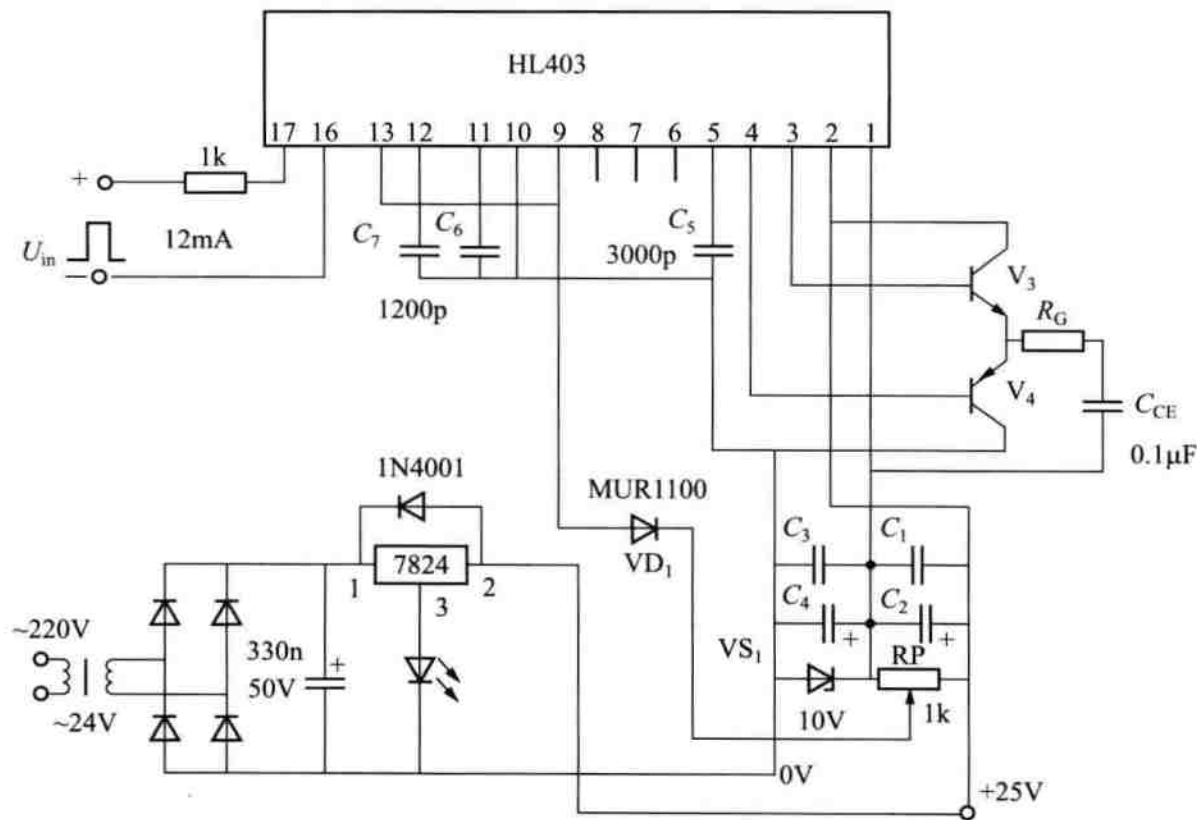 HL403
17 16 13 12 11 10 9 8 7 6 5 4 3 2 1
1k
+
U_in
12mA
−
C₇
C₆
1200p
C₅
3000p
V₃
R_G
V₄
C_CE
0.1μF
1N4001
MUR1100
VD₁
7824
1 2
3
C₃ C₁
C₄ C₂
+ +
~220V
330n
+
50V
~24V
VS₁
RP
10V
1k
0V
+25V